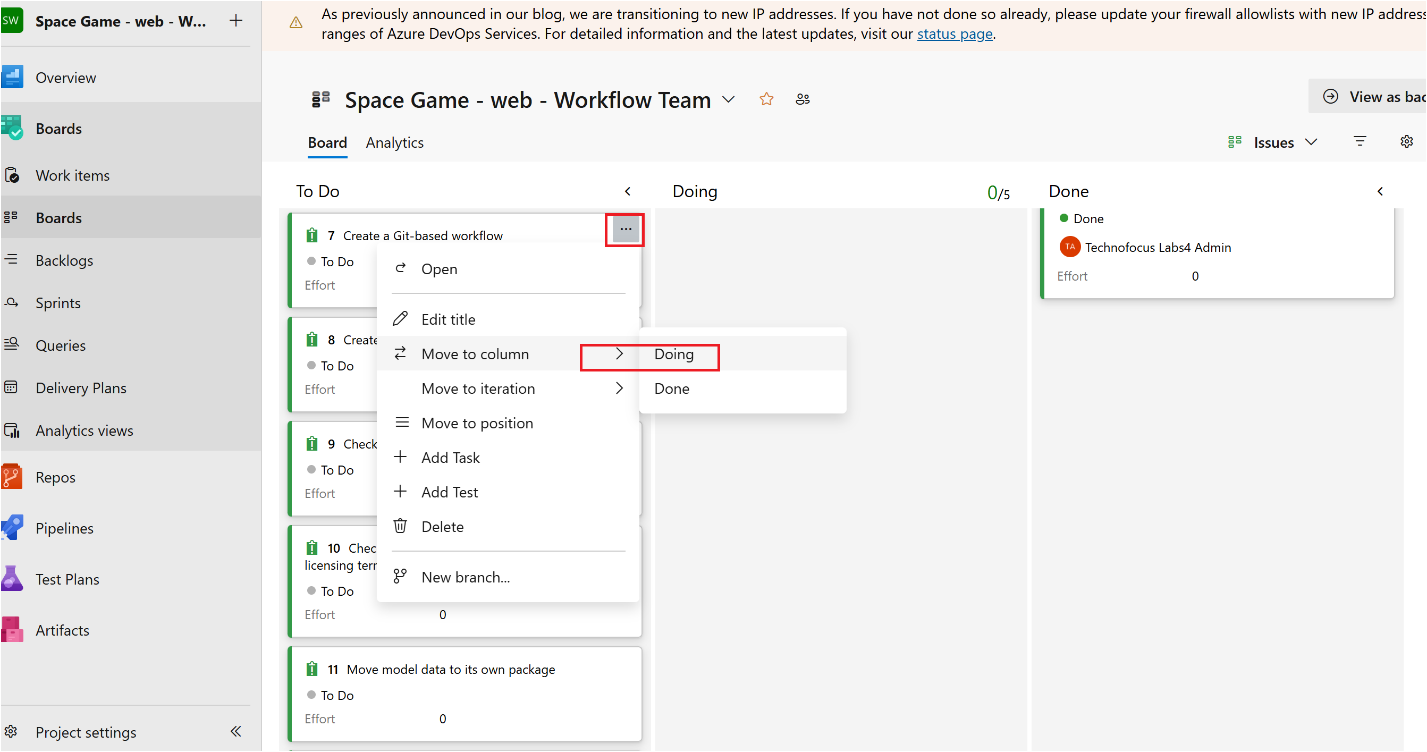 SW Space Game - web - W...
As previously announced in our blog, we are transitioning to new IP addresses. If you have not done so already, please update your firewall allowlists with new IP
ranges of Azure DevOps Services. For detailed information and the latest updates, visit our status page.
Overview
Boards
Work items
Boards
Backlogs
Sprints
Queries
Delivery Plans
Analytics views
Repos
Pipelines
Test Plans
Artifacts
Project settings
Space Game - web - Workflow Team
View as
Board Analytics
Issues
To Do
7 Create a Git-based workflow
...
To Do
Effort
8 Create
To Do
Effort
9 Check
To Do
Effort
10 Chec
licensing terr
To Do
Effort 0
11 Move model data to its own package
To Do
Effort 0
Open
Edit title
Move to column
Move to iteration
Move to position
Add Task
Add Test
Delete
New branch...
Doing
Done
Doing 0/5
Done
Done
TA Technofocus Labs4 Admin
Effort 0